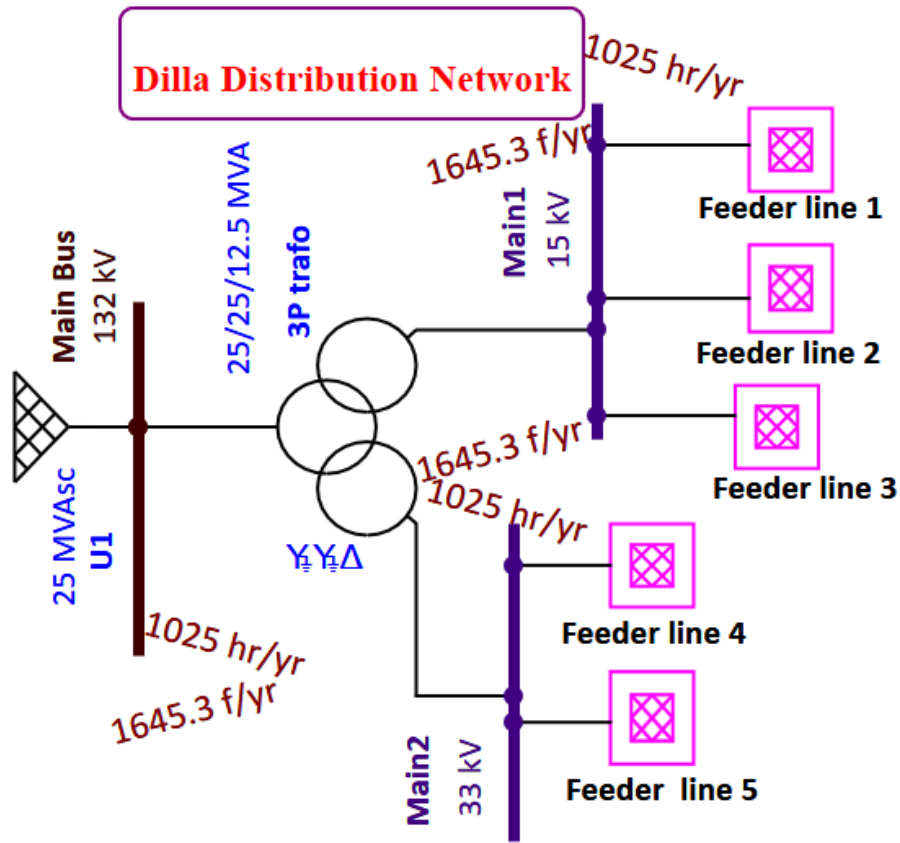 Dilla Distribution Network
1025 hr/yr
1645.3 f/yr
Main1
15 kV
Feeder line 1
Feeder line 2
Feeder line 3
25/25/12.5 MVA
3P trafo
Main Bus
132 kV
25 MVAsc
U1
1025 hr/yr
1645.3 f/yr
1645.3 f/yr
1025 hr/yr
Feeder line 4
Feeder line 5
Main2
33 kV